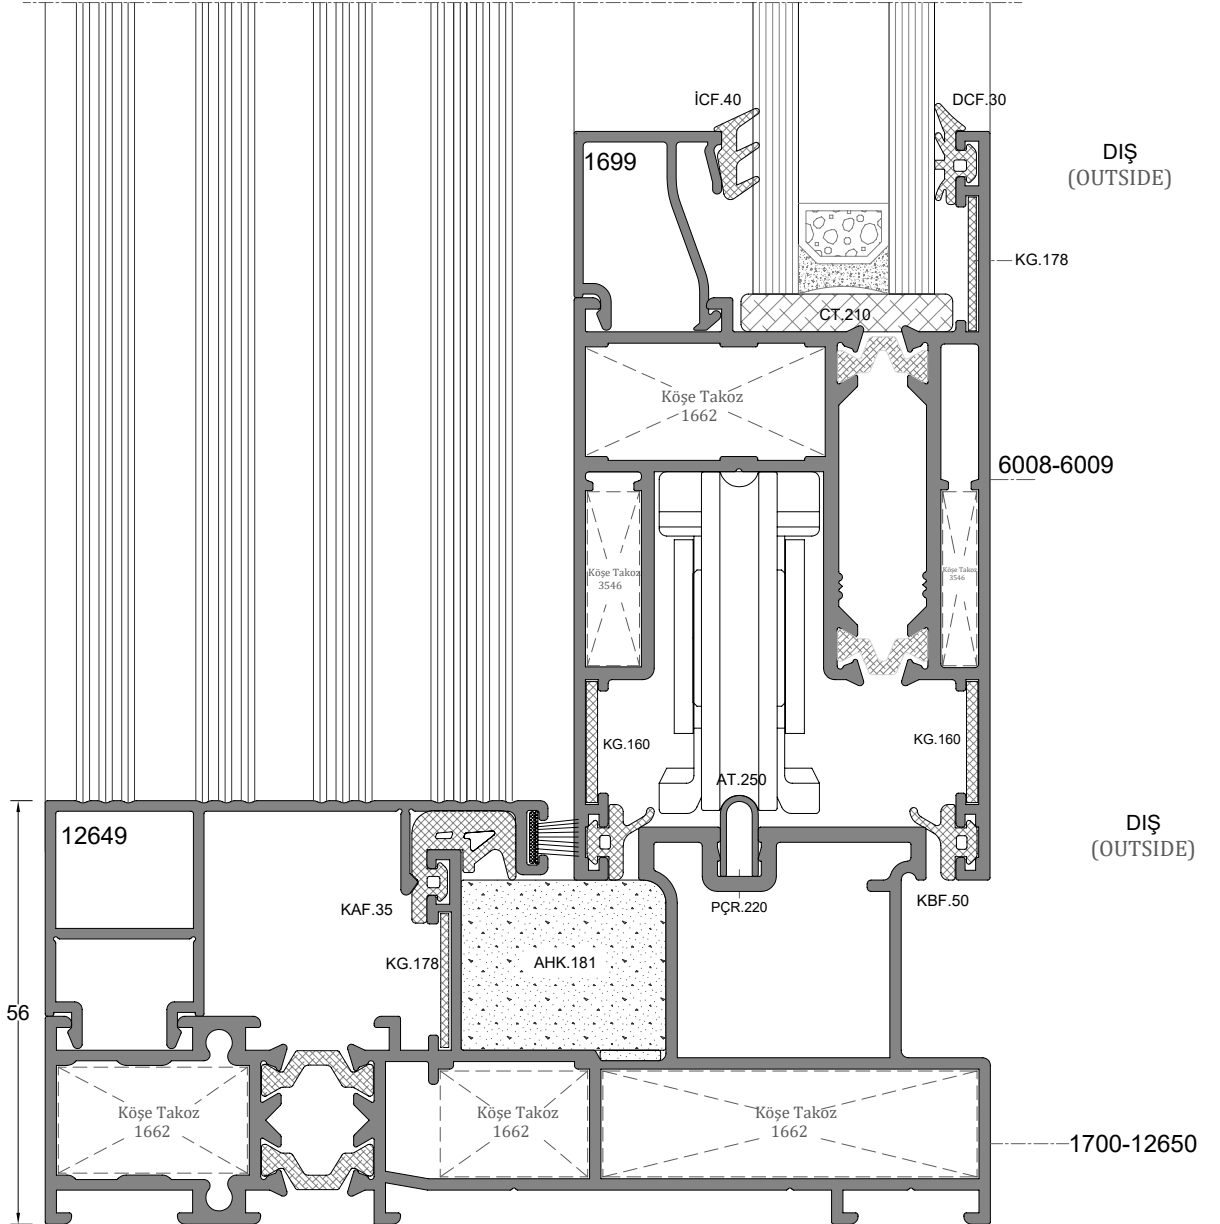 İCF.40
DCF.30
DIŞ
(OUTSIDE)
1699
KG.178
CT.210
Köşe Takoz
1662
6008-6009
Köşe Takoz
3546
Köşe Takoz
3546
KG.160
KG.160
AT.250
12649
DIŞ
(OUTSIDE)
KAF.35
PÇR.220
KBF.50
KG.178
AHK.181
56
Köşe Takoz
1662
Köşe Takoz
1662
Köşe Takoz
1662
1700-12650